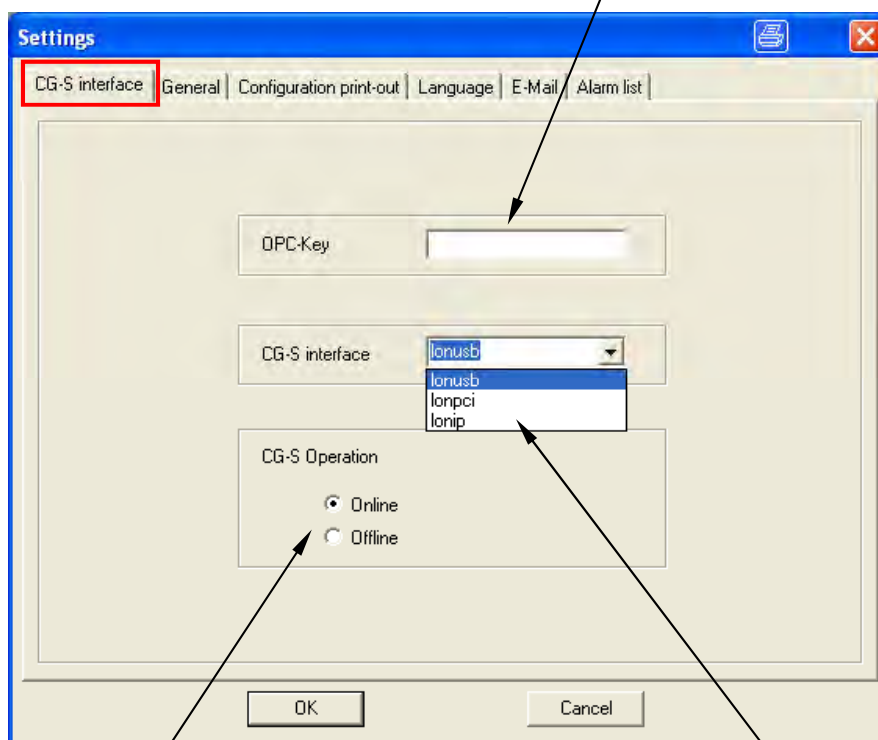 Settings
CG-S interface General Configuration print-out Language E-Mail Alarm list
OPC-Key
CG-S interface lonusb
lonusb
lonpci
lonip
CG-S Operation
Online
Offline
OK Cancel